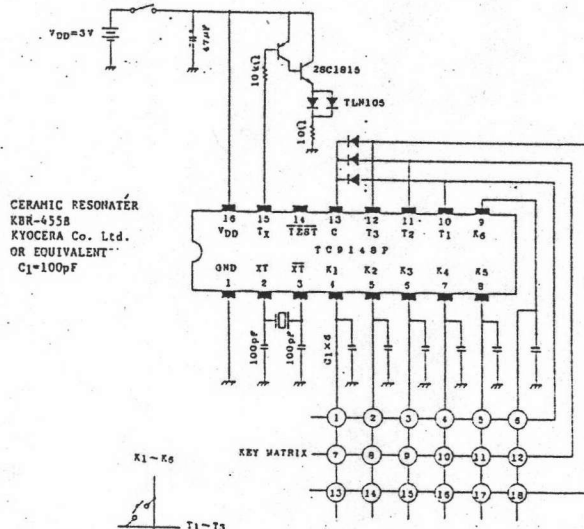 VDD=3V
47μF
2SC1815
10kΩ
TLN105
10Ω
CERAMIC RESONATER
KBR-455B
KYOCERA Co. Ltd.
OR EQUIVALENT
C1=100pF
16 15 14 13 12 11 10 9
VDD TX TEST C T3 T2 T1 K6
TC9148P
GND XT XT K1 K2 K3 K4 K5
1 2 3 4 5 6 7 8
100pF
100pF
C1×6
1 2 3 4 5 6
KEY MATRIX
7 8 9 10 11 12
13 14 15 16 17 18
K1~K6
T1~T3